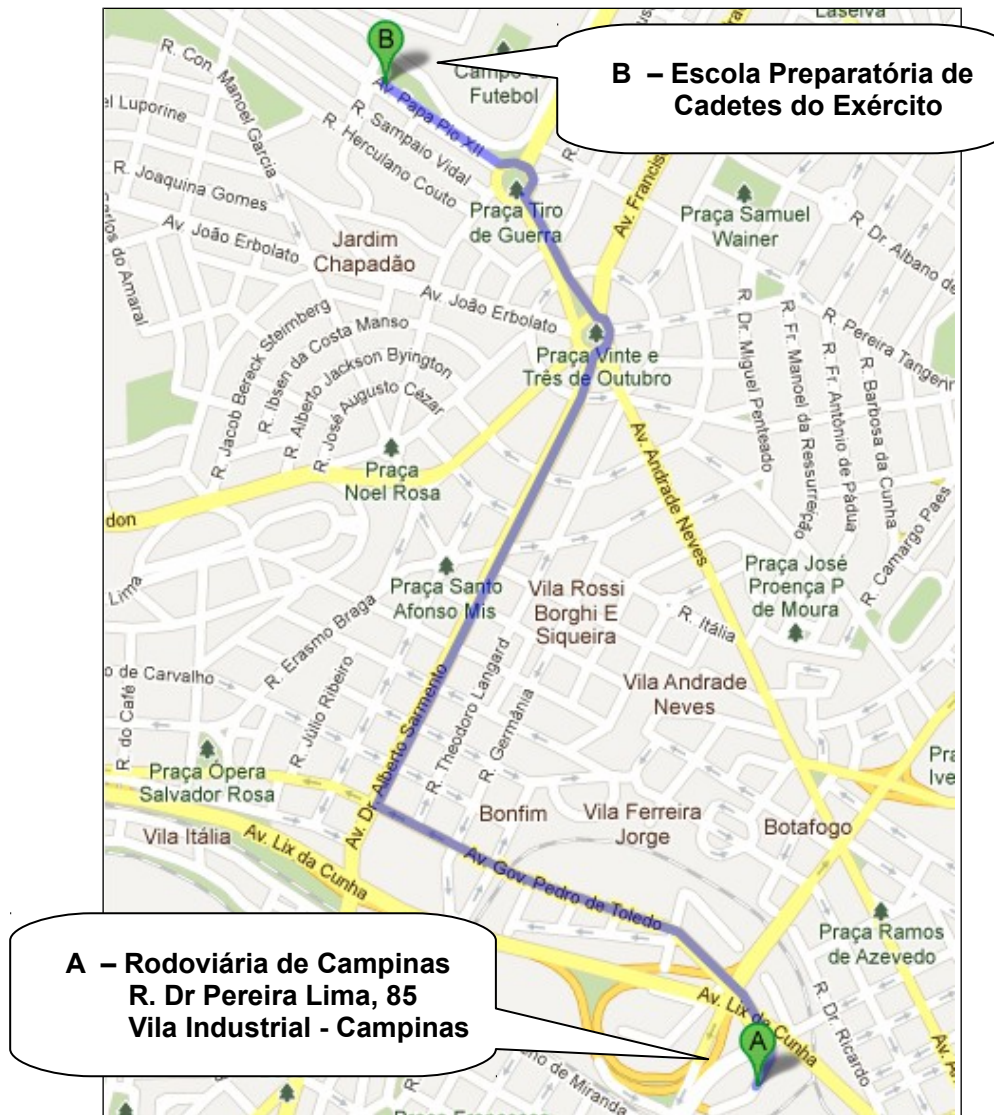 Laselva
B – Escola Preparatória de
Cadetes do Exército
B
Futebol
R. Con. Manoel Garcia
Av. Papa Pio XII
R. Sampaio Vidal
R. Herculano Couto
el Luporine
R. Joaquina Gomes
Av. João Erbolato
Praça Tiro
de Guerra
Av. Francis
Praça Samuel
Wainer
R. Dr. Albano de
arlos do Amaral
Jardim
Chapadão
Av. João Erbolato
Praça Vinte e
Três de Outubro
R. Pereira Tangerin
R. Jacob Bereck Steimberg
R. Ibsen da Costa Manso
R. Alberto Jackson Byington
R. José Augusto Cézar
R. Dr. Miguel Penteado
R. Fr. Manoel da Ressurreição
R. Fr. Antônio de Pádua
R. Barbosa da Cunha
R. Camargo Paes
Av. Andrade Neves
Praça
Noel Rosa
don
Praça Santo
Afonso Mis
Lima
Vila Rossi
Borghi E
Siqueira
Praça José
Proença P
de Moura
R. Itália
R. Erasmo Braga
R. Júlio Ribeiro
o de Carvalho
R. do Café
Av. Dr. Alberto Sarmento
R. Theodoro Langard
R. Germânia
Vila Andrade
Neves
Praça Ópera
Salvador Rosa
Pra
Ive
Vila Itália
Av. Lix da Cunha
Bonfim
Vila Ferreira
Jorge
Botafogo
Av. Gov. Pedro de Toledo
Praça Ramos
de Azevedo
A – Rodoviária de Campinas
R. Dr Pereira Lima, 85
Vila Industrial - Campinas
Av. Lix da Cunha
R. Dr. Ricardo
A
no de Miranda